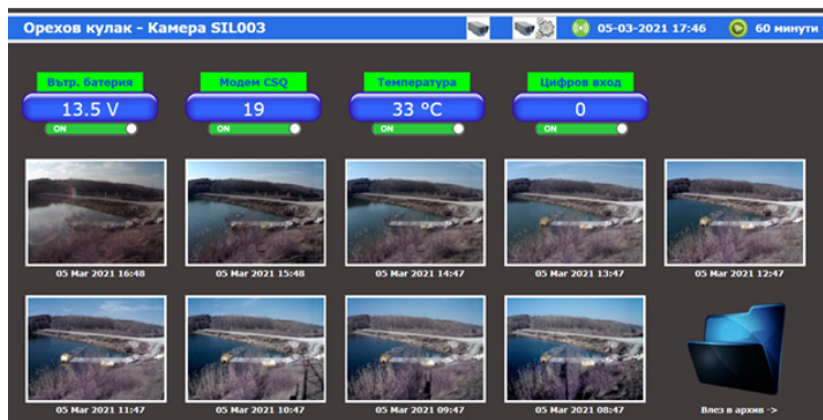 Орехов кулак - Камера SIL003
05-03-2021 17:46
60 минути
Вътр. батерия
Модем CSQ
Температура
Цифров вход
13.5 V
19
33 °C
0
ON
ON
ON
ON
05 Mar 2021 16:48
05 Mar 2021 15:48
05 Mar 2021 14:47
05 Mar 2021 13:47
05 Mar 2021 12:47
05 Mar 2021 11:47
05 Mar 2021 10:47
05 Mar 2021 09:47
05 Mar 2021 08:47
Влез в архив ->